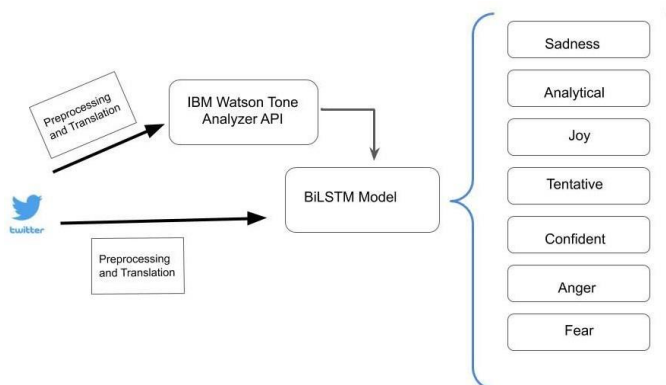 Preprocessing
and Translation
IBM Watson Tone
Analyzer API
BiLSTM Model
twitter
Preprocessing
and Translation
Sadness
Analytical
Joy
Tentative
Confident
Anger
Fear